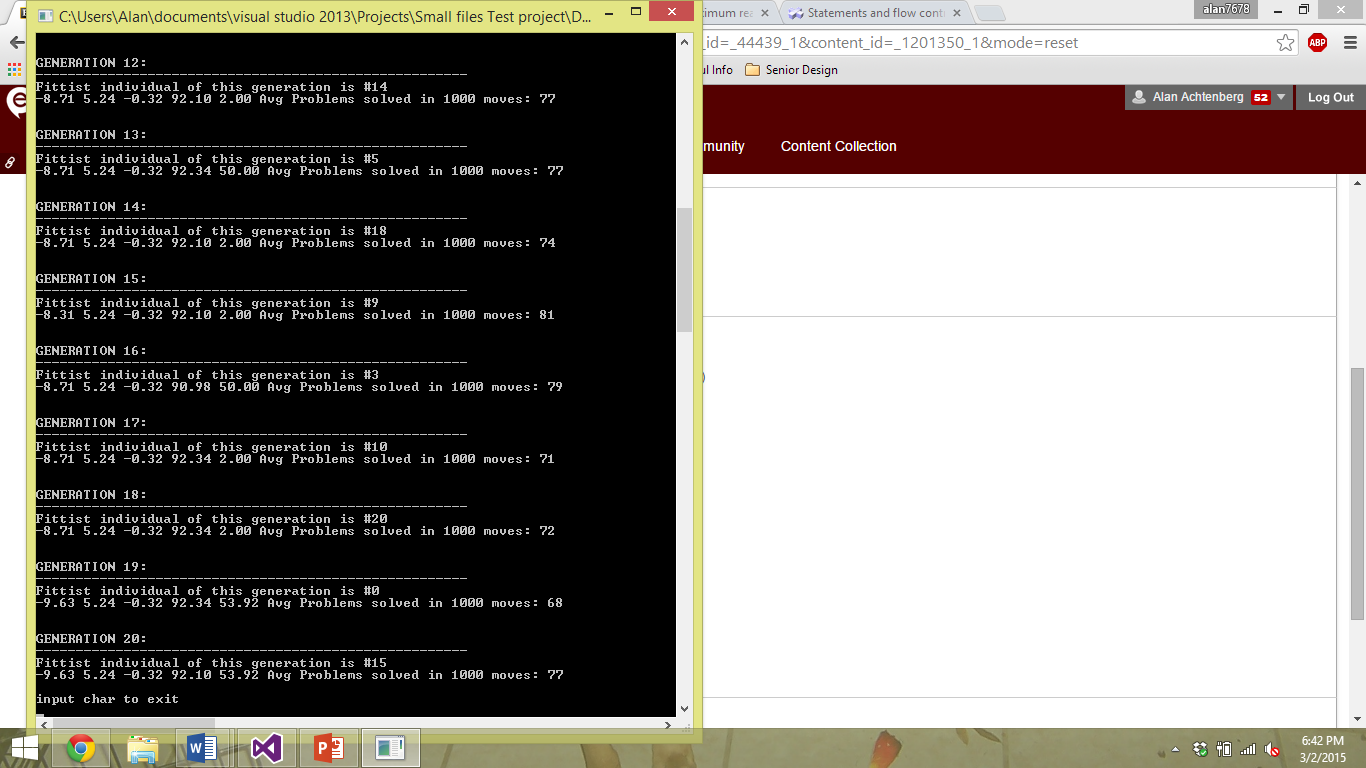 C:\Users\Alan\documents\visual studio 2013\Projects\Small files Test project\D...
Statements and flow cont
alan7678
_id=_44439_1&content_id=_1201350_1&mode=reset
ABP
ul Info
Senior Design
Alan Achtenberg 52
Log Out
munity
Content Collection
GENERATION 12:
------------------------------------------------------
Fittist individual of this generation is #14
-8.71 5.24 -0.32 92.10 2.00 Avg Problems solved in 1000 moves: 77
GENERATION 13:
------------------------------------------------------
Fittist individual of this generation is #5
-8.71 5.24 -0.32 92.34 50.00 Avg Problems solved in 1000 moves: 77
GENERATION 14:
------------------------------------------------------
Fittist individual of this generation is #18
-8.71 5.24 -0.32 92.10 2.00 Avg Problems solved in 1000 moves: 74
GENERATION 15:
------------------------------------------------------
Fittist individual of this generation is #9
-8.31 5.24 -0.32 92.10 2.00 Avg Problems solved in 1000 moves: 81
GENERATION 16:
------------------------------------------------------
Fittist individual of this generation is #3
-8.71 5.24 -0.32 90.98 50.00 Avg Problems solved in 1000 moves: 79
GENERATION 17:
------------------------------------------------------
Fittist individual of this generation is #10
-8.71 5.24 -0.32 92.34 2.00 Avg Problems solved in 1000 moves: 71
GENERATION 18:
------------------------------------------------------
Fittist individual of this generation is #20
-8.71 5.24 -0.32 92.34 2.00 Avg Problems solved in 1000 moves: 72
GENERATION 19:
------------------------------------------------------
Fittist individual of this generation is #0
-9.63 5.24 -0.32 92.34 53.92 Avg Problems solved in 1000 moves: 68
GENERATION 20:
------------------------------------------------------
Fittist individual of this generation is #15
-9.63 5.24 -0.32 92.10 53.92 Avg Problems solved in 1000 moves: 77
input char to exit
6:42 PM
3/2/2015